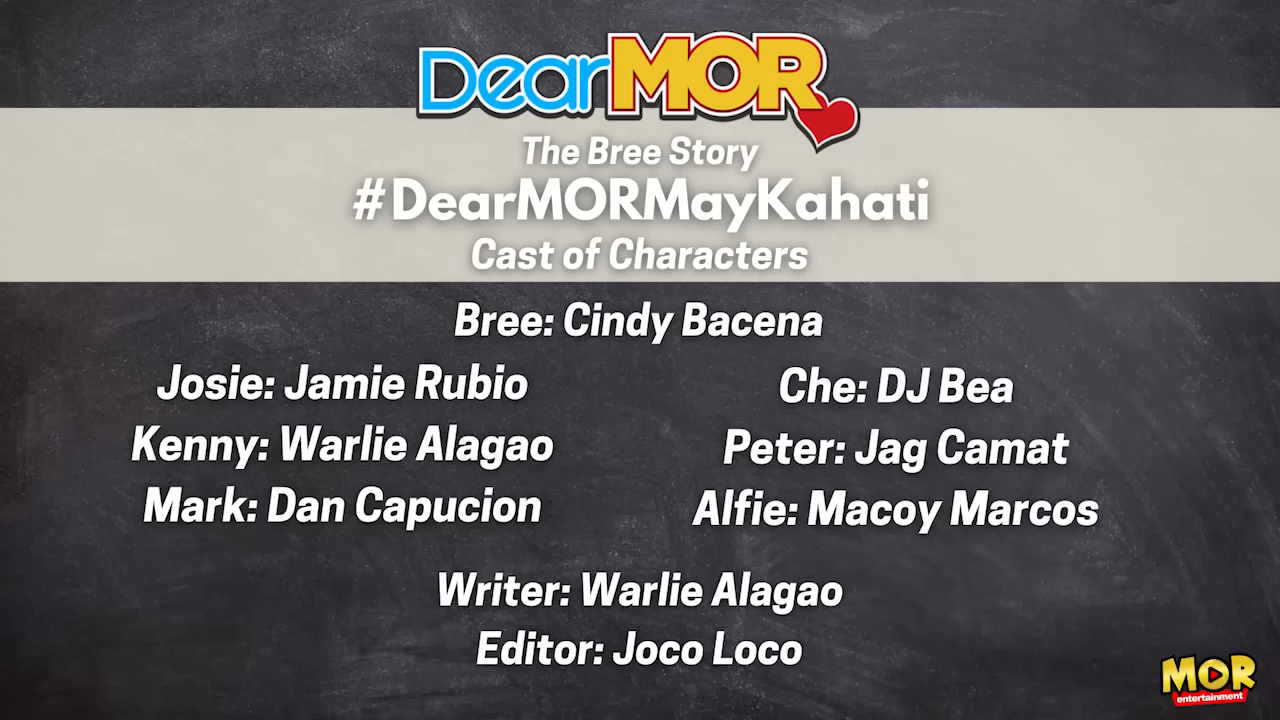 DearMOR
The Bree Story
#DearMORMayKahati
Cast of Characters
Bree: Cindy Bacena
Josie: Jamie Rubio
Kenny: Warlie Alagao
Mark: Dan Capucion
Che: DJ Bea
Peter: Jag Camat
Alfie: Macoy Marcos
Writer: Warlie Alagao
Editor: Joco Loco
MOR
entertainment